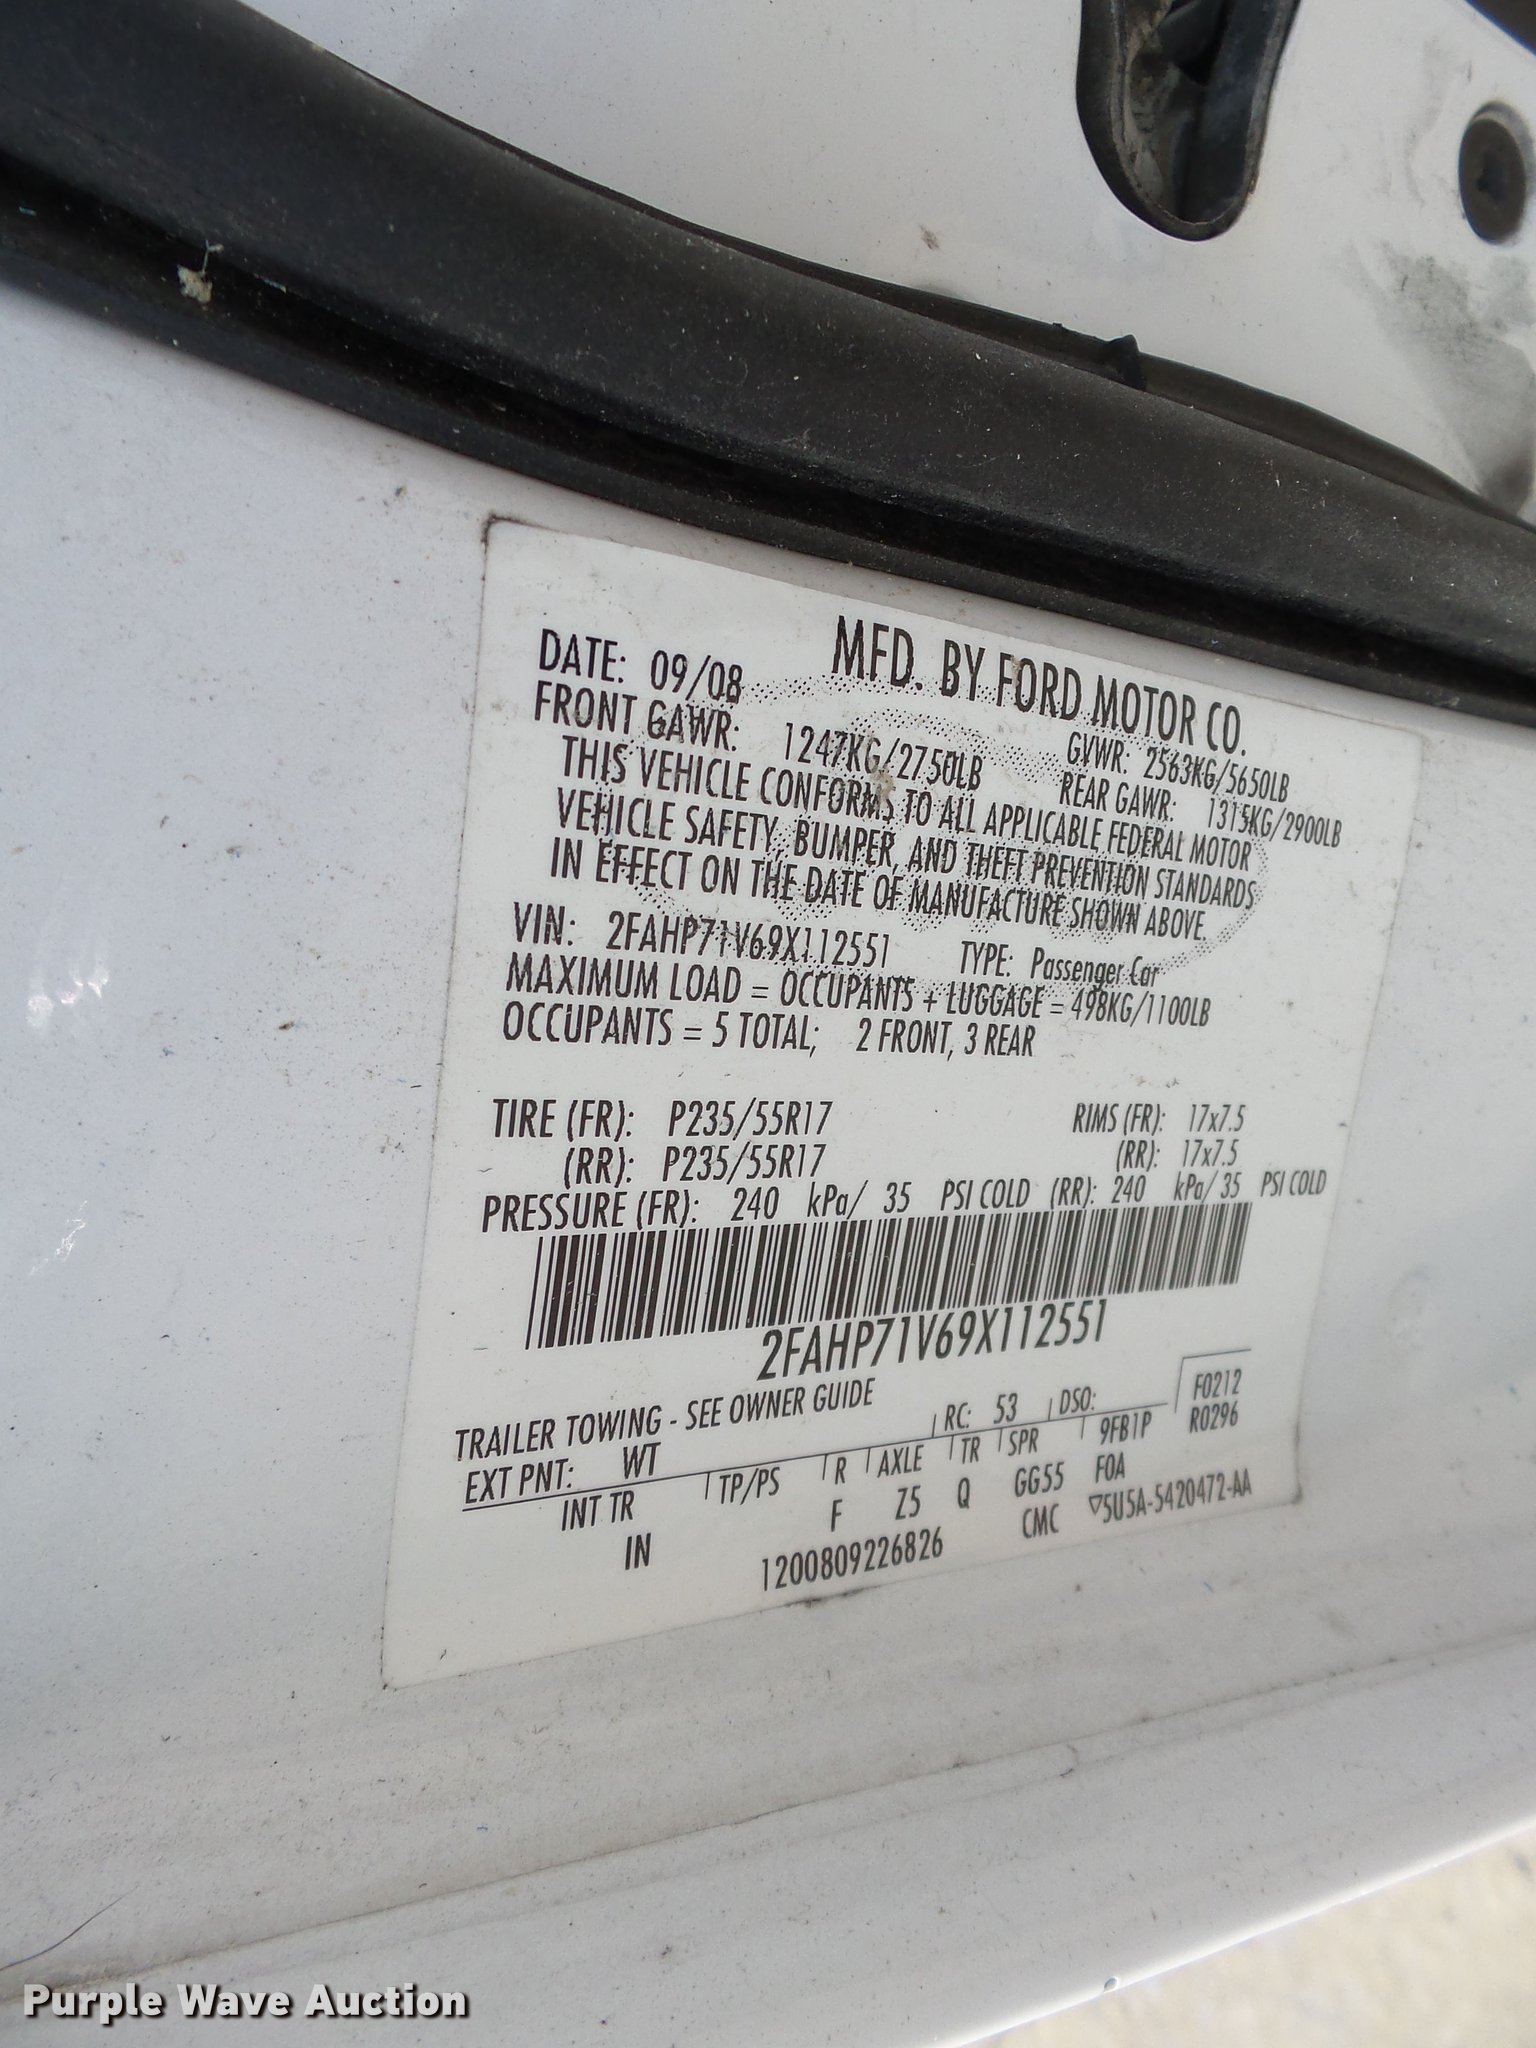 MFD. BY FORD MOTOR CO.
DATE: 09/08 GVWR: 2563KG/5650LB
FRONT GAWR: 1247KG/2750LB REAR GAWR: 1315KG/2900LB
THIS VEHICLE CONFORMS TO ALL APPLICABLE FEDERAL MOTOR
VEHICLE SAFETY, BUMPER, AND THEFT PREVENTION STANDARDS
IN EFFECT ON THE DATE OF MANUFACTURE SHOWN ABOVE.
VIN: 2FAHP71V69X112551 TYPE: Passenger Car
MAXIMUM LOAD = OCCUPANTS + LUGGAGE = 498KG/1100LB
OCCUPANTS = 5 TOTAL; 2 FRONT, 3 REAR
TIRE (FR): P235/55R17 RIMS (FR): 17x7.5
(RR): P235/55R17 (RR): 17x7.5
PRESSURE (FR): 240 kPa/ 35 PSI COLD (RR): 240 kPa/ 35 PSI COLD
2FAHP71V69X112551
TRAILER TOWING - SEE OWNER GUIDE F0212
EXT PNT: WT RC: 53 DSO: R0296
INT TR TP/PS R AXLE TR SPR 9FB1P
IN F Z5 Q GG55 F0A
1200809226826 CMC ▽5U5A-5420472-AA
Purple Wave Auction